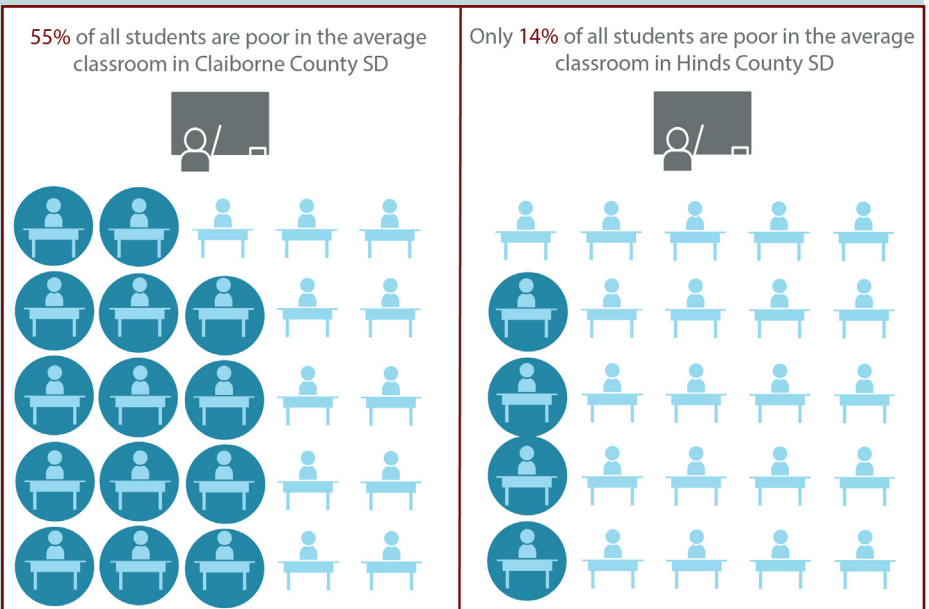 55% of all students are poor in the average
classroom in Claiborne County SD
Only 14% of all students are poor in the average
classroom in Hinds County SD